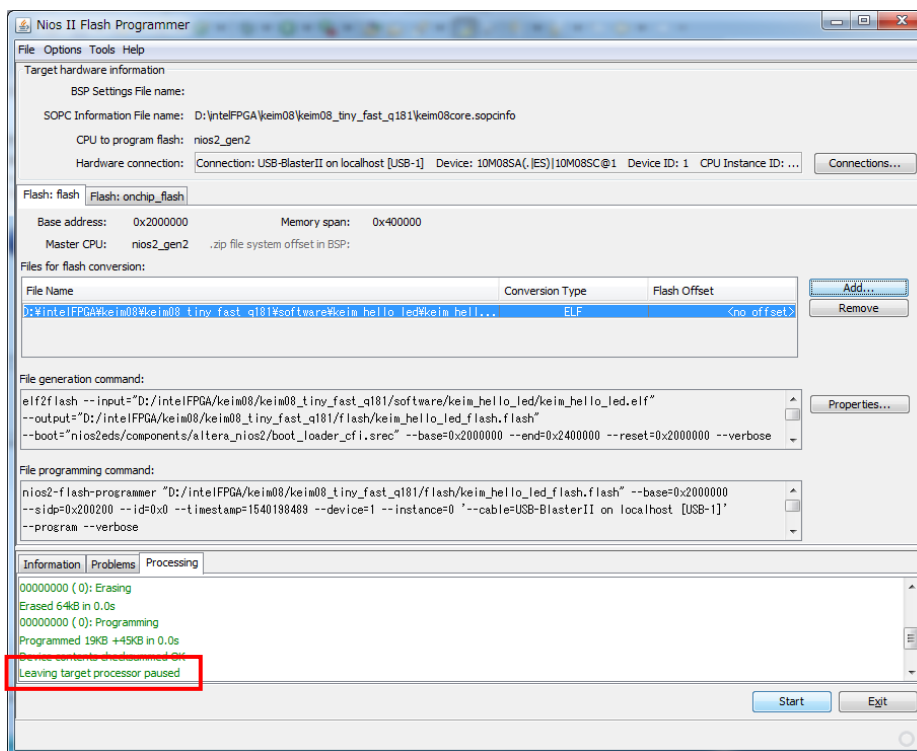 Nios II Flash Programmer
File Options Tools Help
Target hardware information
BSP Settings File name:
SOPC Information File name: D:\intelFPGA\keim08\keim08_tiny_fast_q181\keim08core.sopcinfo
CPU to program flash: nios2_gen2
Hardware connection: Connection: USB-BlasterII on localhost [USB-1] Device: 10M08SA(.|ES)|10M08SC@1 Device ID: 1 CPU Instance ID: ... Connections...
Flash: flash Flash: onchip_flash
Base address: 0x2000000 Memory span: 0x400000
Master CPU: nios2_gen2 .zip file system offset in BSP:
Files for flash conversion:
File Name Conversion Type Flash Offset Add...
D:¥intelFPGA¥keim08¥keim08_tiny_fast_q181¥software¥keim_hello_led¥keim_hell... ELF <no offset> Remove
File generation command:
elf2flash --input="D:/intelFPGA/keim08/keim08_tiny_fast_q181/software/keim_hello_led/keim_hello_led.elf" Properties...
--output="D:/intelFPGA/keim08/keim08_tiny_fast_q181/flash/keim_hello_led_flash.flash"
--boot="nios2eds/components/altera_nios2/boot_loader_cfi.srec" --base=0x2000000 --end=0x2400000 --reset=0x2000000 --verbose
File programming command:
nios2-flash-programmer "D:/intelFPGA/keim08/keim08_tiny_fast_q181/flash/keim_hello_led_flash.flash" --base=0x2000000
--sidp=0x200200 --id=0x0 --timestamp=1540198489 --device=1 --instance=0 '--cable=USB-BlasterII on localhost [USB-1]'
--program --verbose
Information Problems Processing
00000000 ( 0): Erasing
Erased 64kB in 0.0s
00000000 ( 0): Programming
Programmed 19KB +45KB in 0.0s
Device contents checksummed OK
Leaving target processor paused
Start Exit